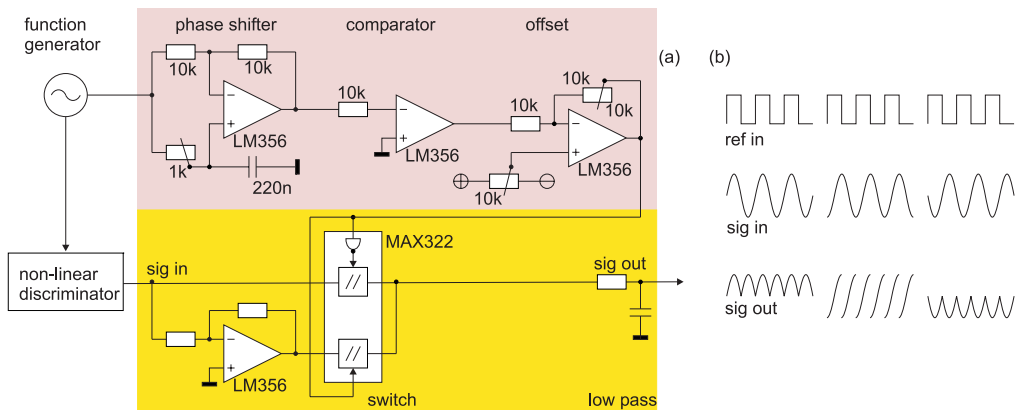 function
generator
phase shifter
comparator
offset
(a)
(b)
10k
10k
−
+
LM356
1k
220n
10k
−
+
LM356
10k
10k
10k
−
+
LM356
10k
ref in
sig in
sig out
non-linear
discriminator
sig in
MAX322
//
sig out
−
+
LM356
//
switch
low pass